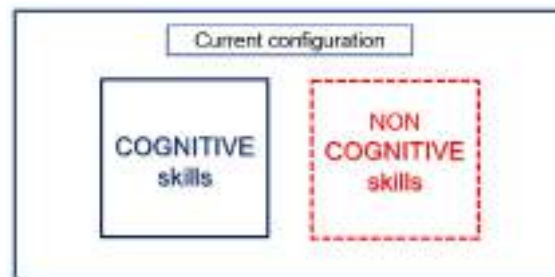 Current configuration
COGNITIVE
skills
NON
COGNITIVE
skills